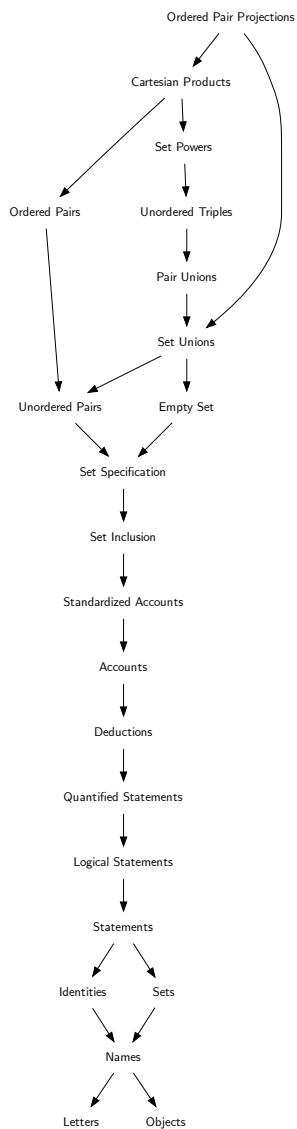 Ordered Pair Projections
Cartesian Products
Set Powers
Ordered Pairs
Unordered Triples
Pair Unions
Set Unions
Unordered Pairs
Empty Set
Set Specification
Set Inclusion
Standardized Accounts
Accounts
Deductions
Quantified Statements
Logical Statements
Statements
Identities
Sets
Names
Letters
Objects